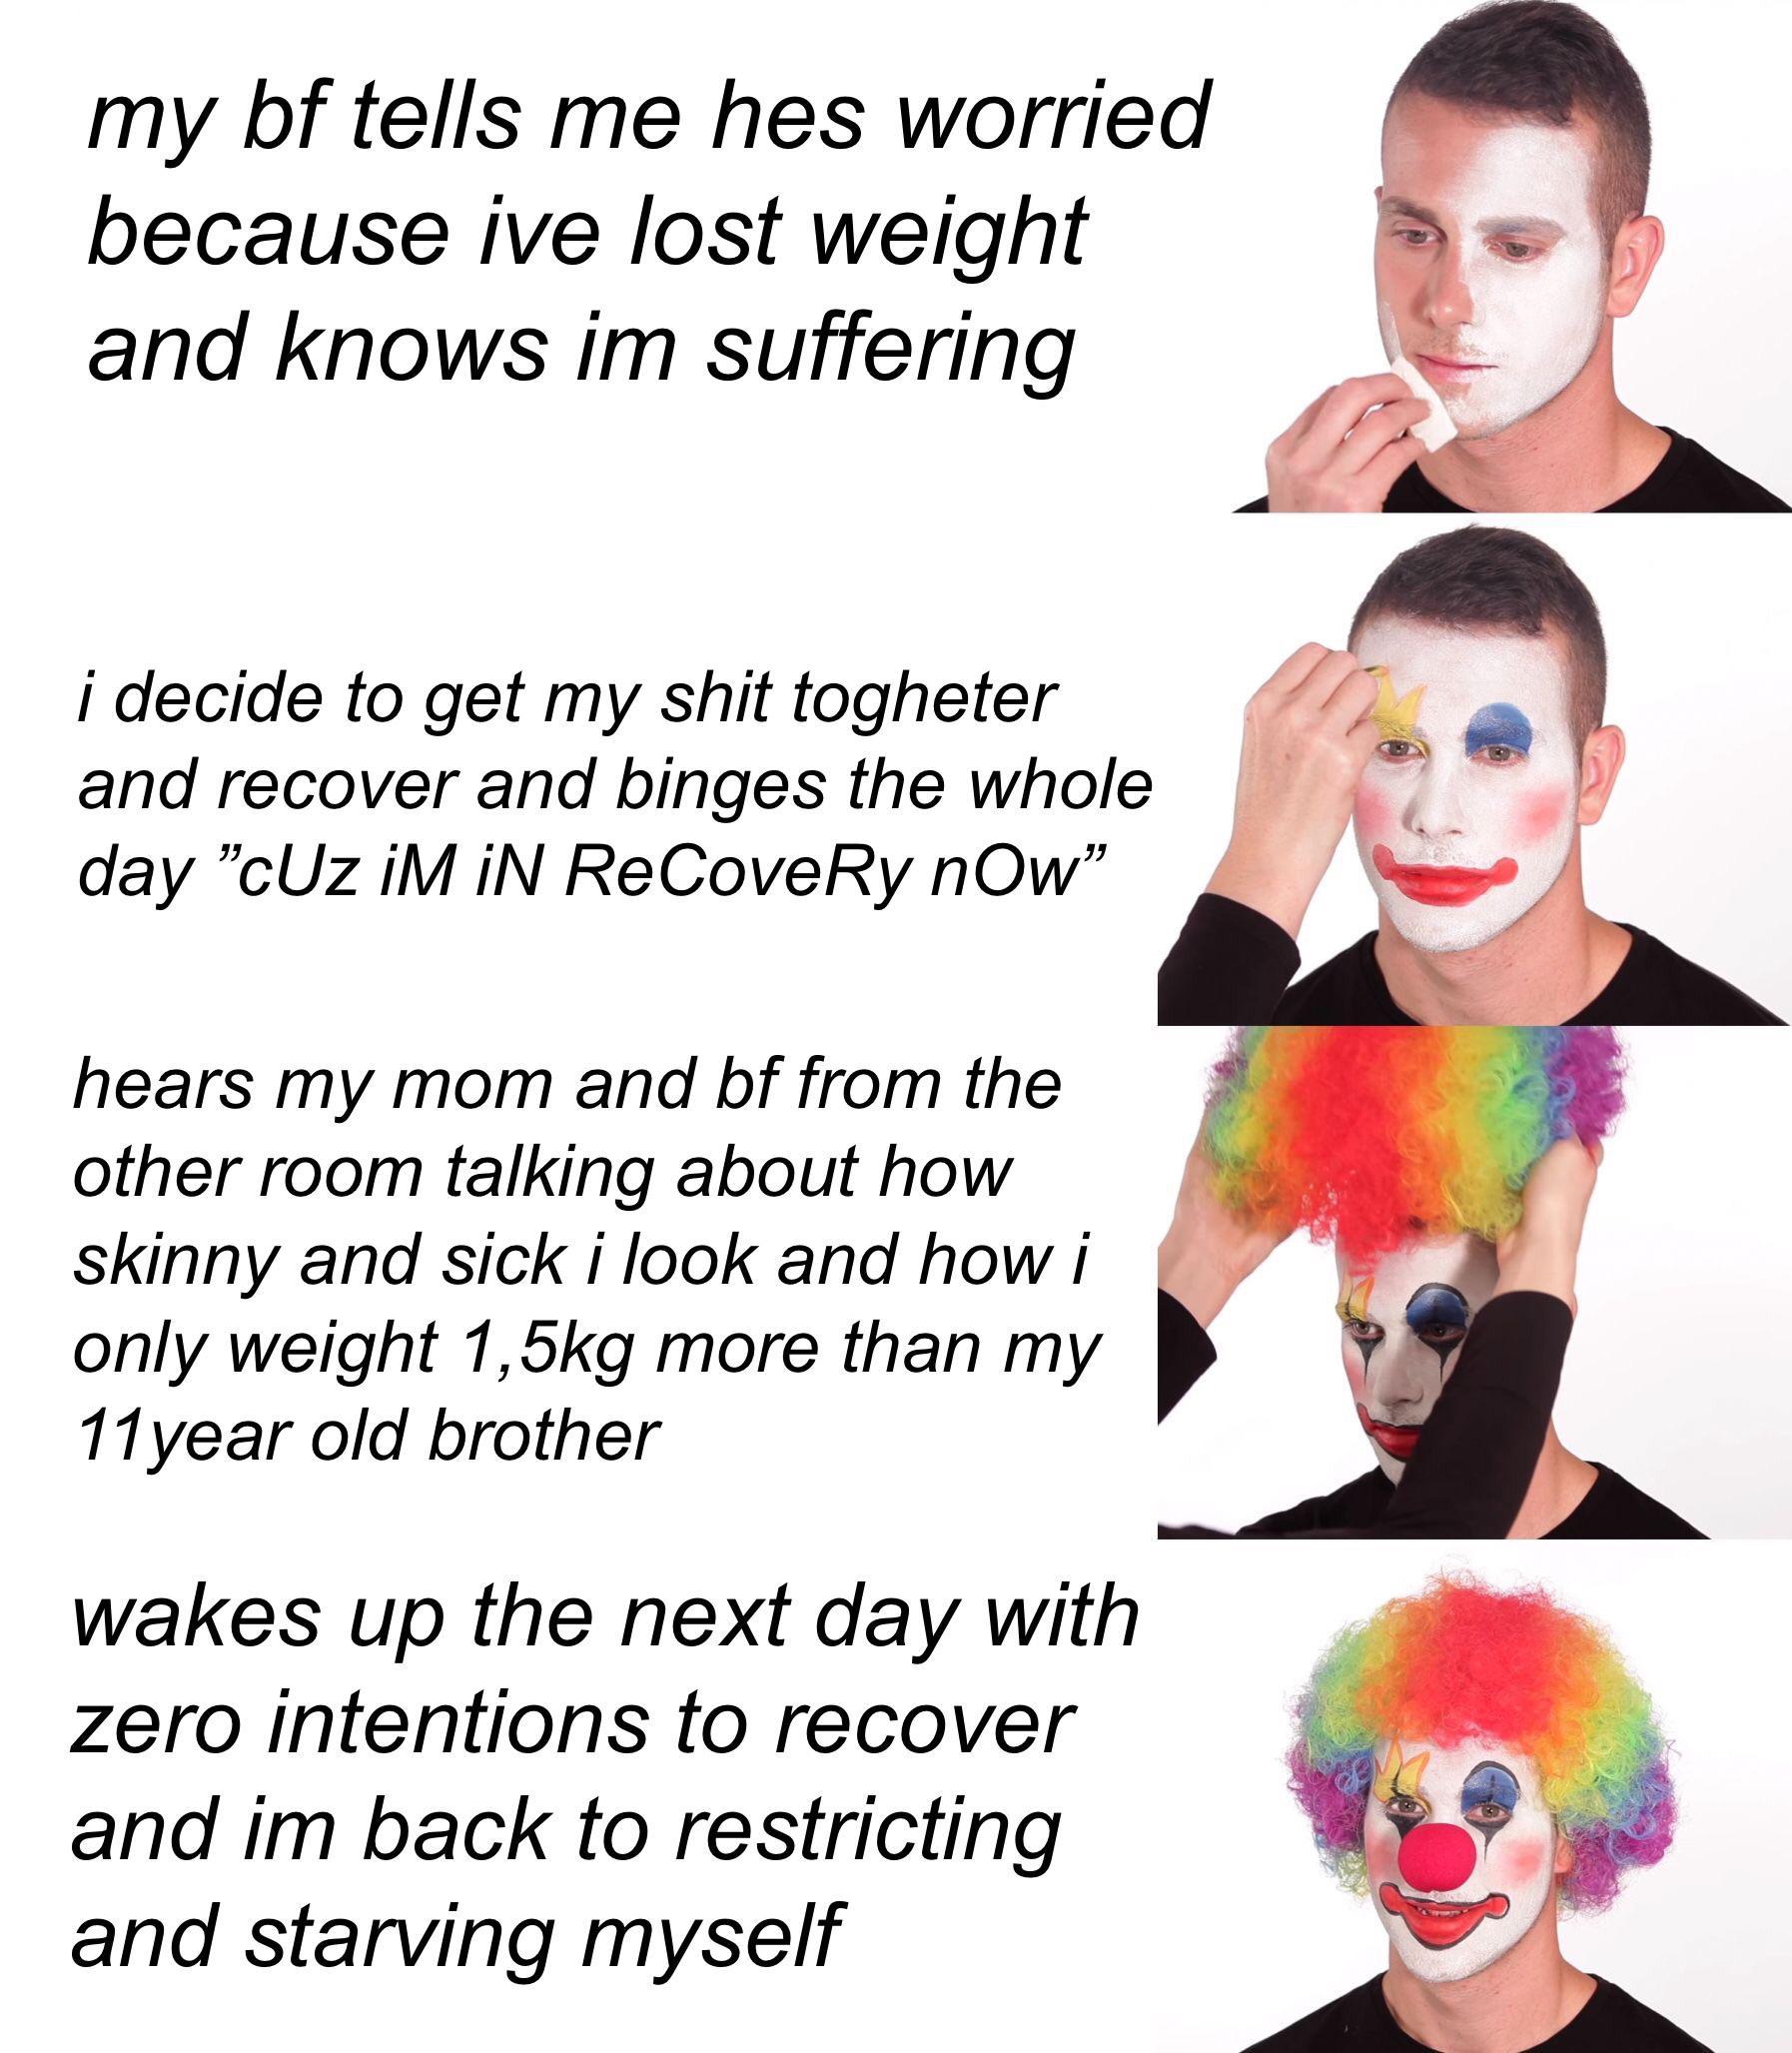 my bf tells me hes worried
because ive lost weight
and knows im suffering
i decide to get my shit togheter
and recover and binges the whole
day ”cUz iM iN ReCoveRy nOw”
hears my mom and bf from the
other room talking about how
skinny and sick i look and how i
only weight 1,5kg more than my
11year old brother
wakes up the next day with
zero intentions to recover
and im back to restricting
and starving myself